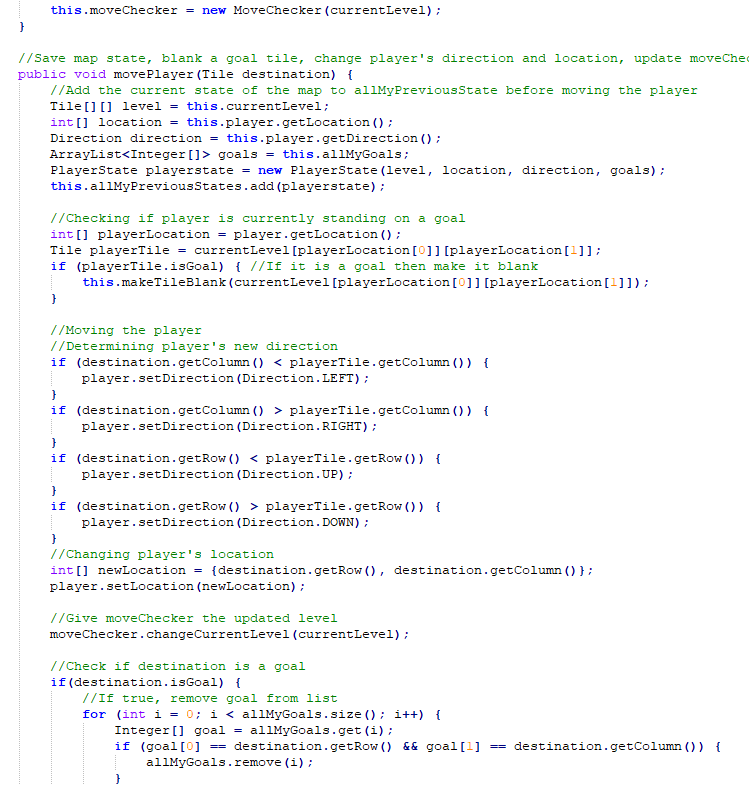 this.moveChecker = new MoveChecker(currentLevel);
}
//Save map state, blank a goal tile, change player's direction and location, update moveChe
public void movePlayer(Tile destination) {
//Add the current state of the map to allMyPreviousState before moving the player
Tile[][] level = this.currentLevel;
int[] location = this.player.getLocation();
Direction direction = this.player.getDirection();
ArrayList<Integer[]> goals = this.allMyGoals;
PlayerState playerstate = new PlayerState(level, location, direction, goals);
this.allMyPreviousStates.add(playerstate);
//Checking if player is currently standing on a goal
int[] playerLocation = player.getLocation();
Tile playerTile = currentLevel[playerLocation[0]][playerLocation[1]];
if (playerTile.isGoal) { //If it is a goal then make it blank
this.makeTileBlank(currentLevel[playerLocation[0]][playerLocation[1]]);
}
//Moving the player
//Determining player's new direction
if (destination.getColumn() < playerTile.getColumn()) {
player.setDirection(Direction.LEFT);
}
if (destination.getColumn() > playerTile.getColumn()) {
player.setDirection(Direction.RIGHT);
}
if (destination.getRow() < playerTile.getRow()) {
player.setDirection(Direction.UP);
}
if (destination.getRow() > playerTile.getRow()) {
player.setDirection(Direction.DOWN);
}
//Changing player's location
int[] newLocation = {destination.getRow(), destination.getColumn()};
player.setLocation(newLocation);
//Give moveChecker the updated level
moveChecker.changeCurrentLevel(currentLevel);
//Check if destination is a goal
if(destination.isGoal) {
//If true, remove goal from list
for (int i = 0; i < allMyGoals.size(); i++) {
Integer[] goal = allMyGoals.get(i);
if (goal[0] == destination.getRow() && goal[1] == destination.getColumn()) {
allMyGoals.remove(i);
}